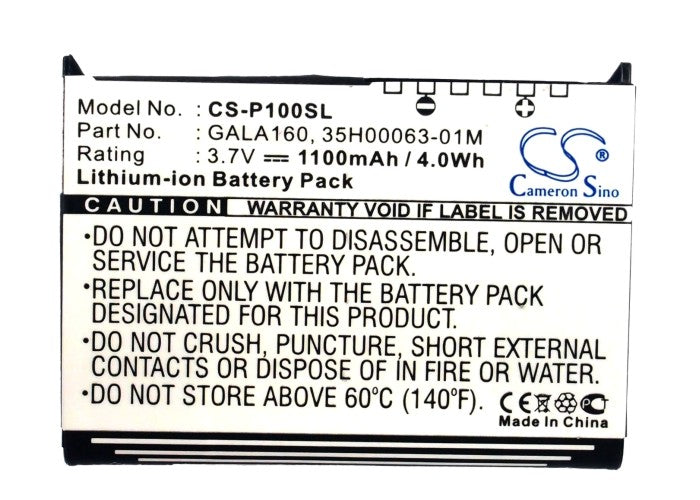 Model No. : CS-P100SL
Part No. : GALA160, 35H00063-01M
Rating : 3.7V 1100mAh / 4.0Wh
Lithium-ion Battery Pack
CS
Cameron Sino
CAUTION WARRANTY VOID IF LABEL IS REMOVED
•DO NOT ATTEMPT TO DISASSEMBLE, OPEN OR
SERVICE THE BATTERY PACK.
•REPLACE ONLY WITH THE BATTERY PACK
DESIGNATED FOR THIS PRODUCT.
•DO NOT CRUSH, PUNCTURE, SHORT EXTERNAL
CONTACTS OR DISPOSE OF IN FIRE OR WATER.
•DO NOT STORE ABOVE 60°C (140°F).
CE
Made In China